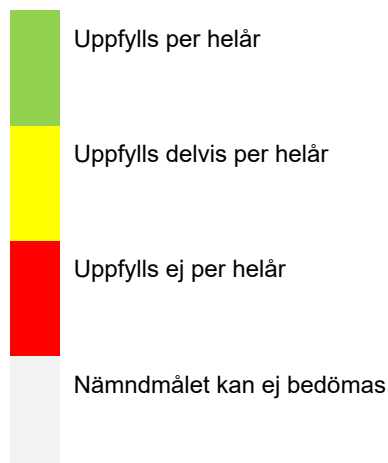 Uppfylls per helår
Uppfylls delvis per helår
Uppfylls ej per helår
Nämndmålet kan ej bedömas